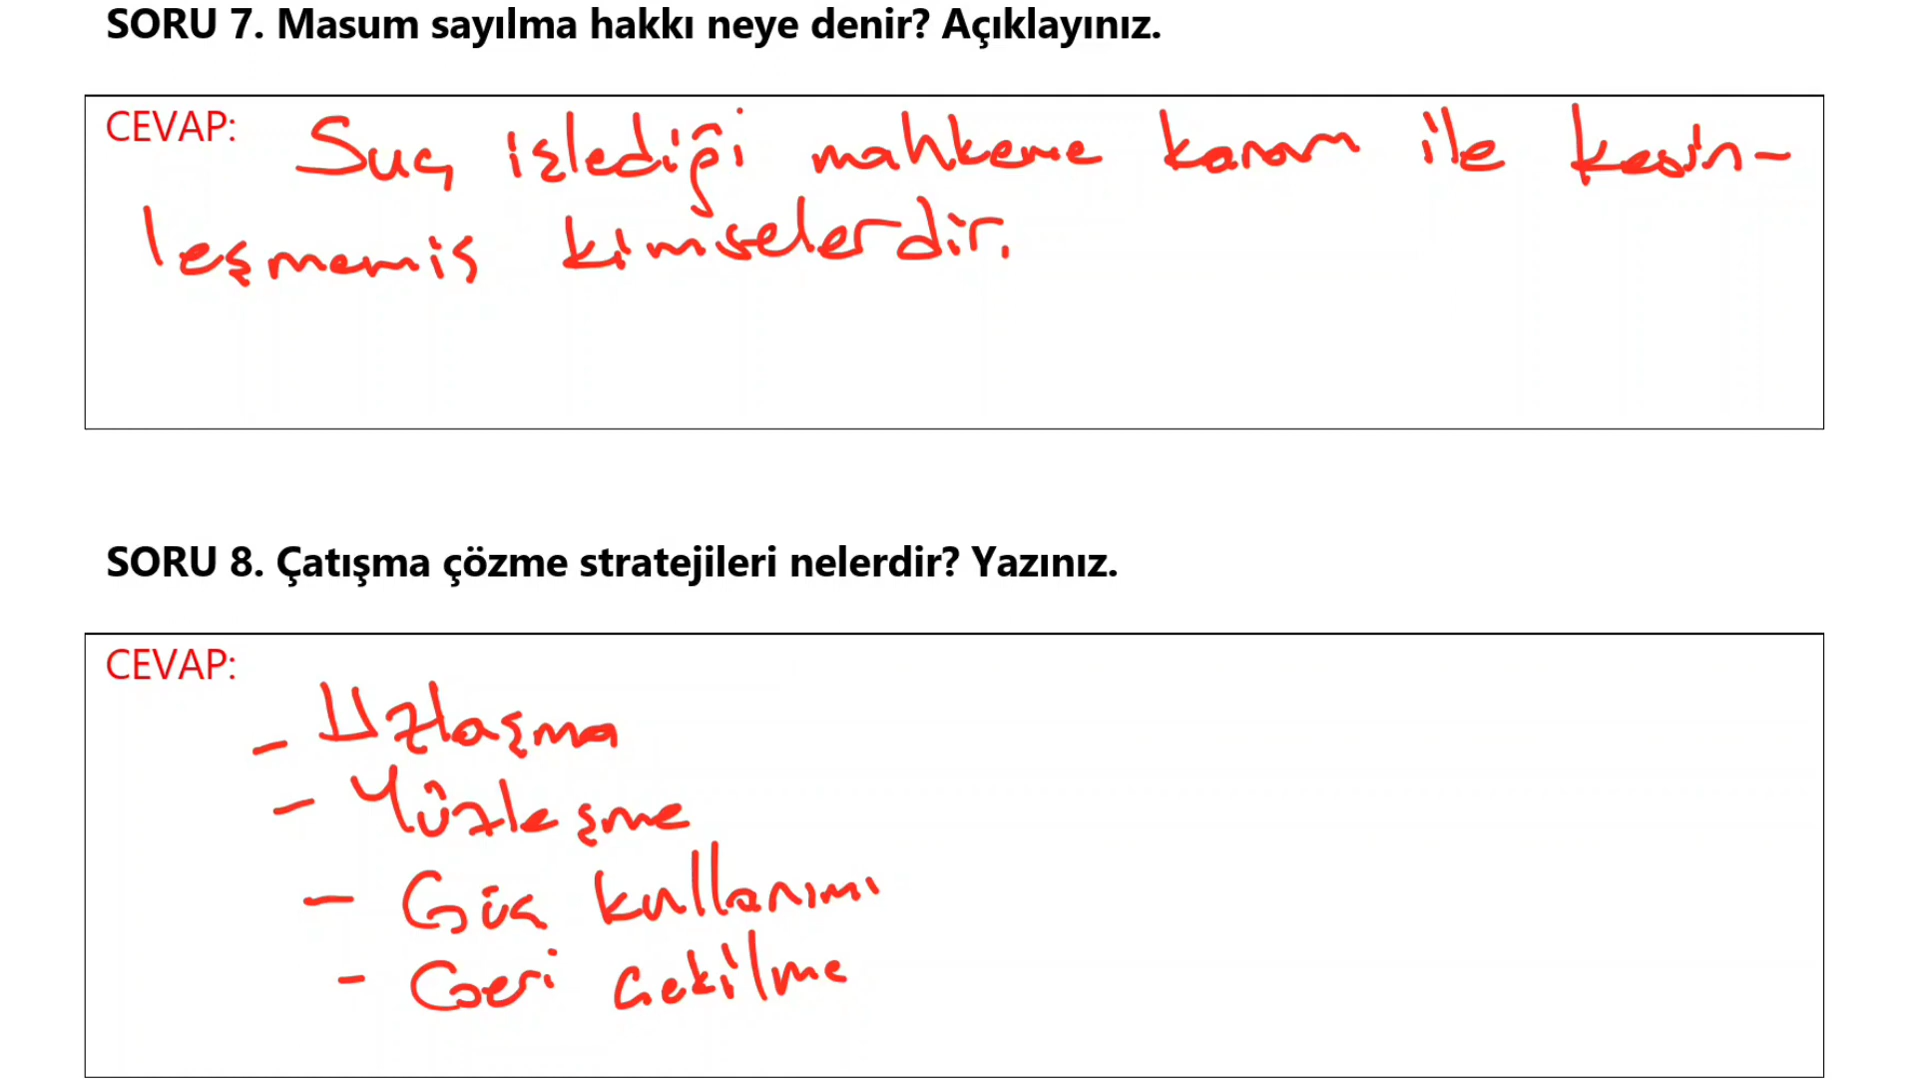 SORU 7. Masum sayılma hakkı neye denir? Açıklayınız.
CEVAP: Suç işlediği mahkeme kararı ile kesin-
leşmemiş kimselerdir.
SORU 8. Çatışma çözme stratejileri nelerdir? Yazınız.
CEVAP:
- Uzlaşma
- Yüzleşme
- Güç kullanımı
- Geri çekilme